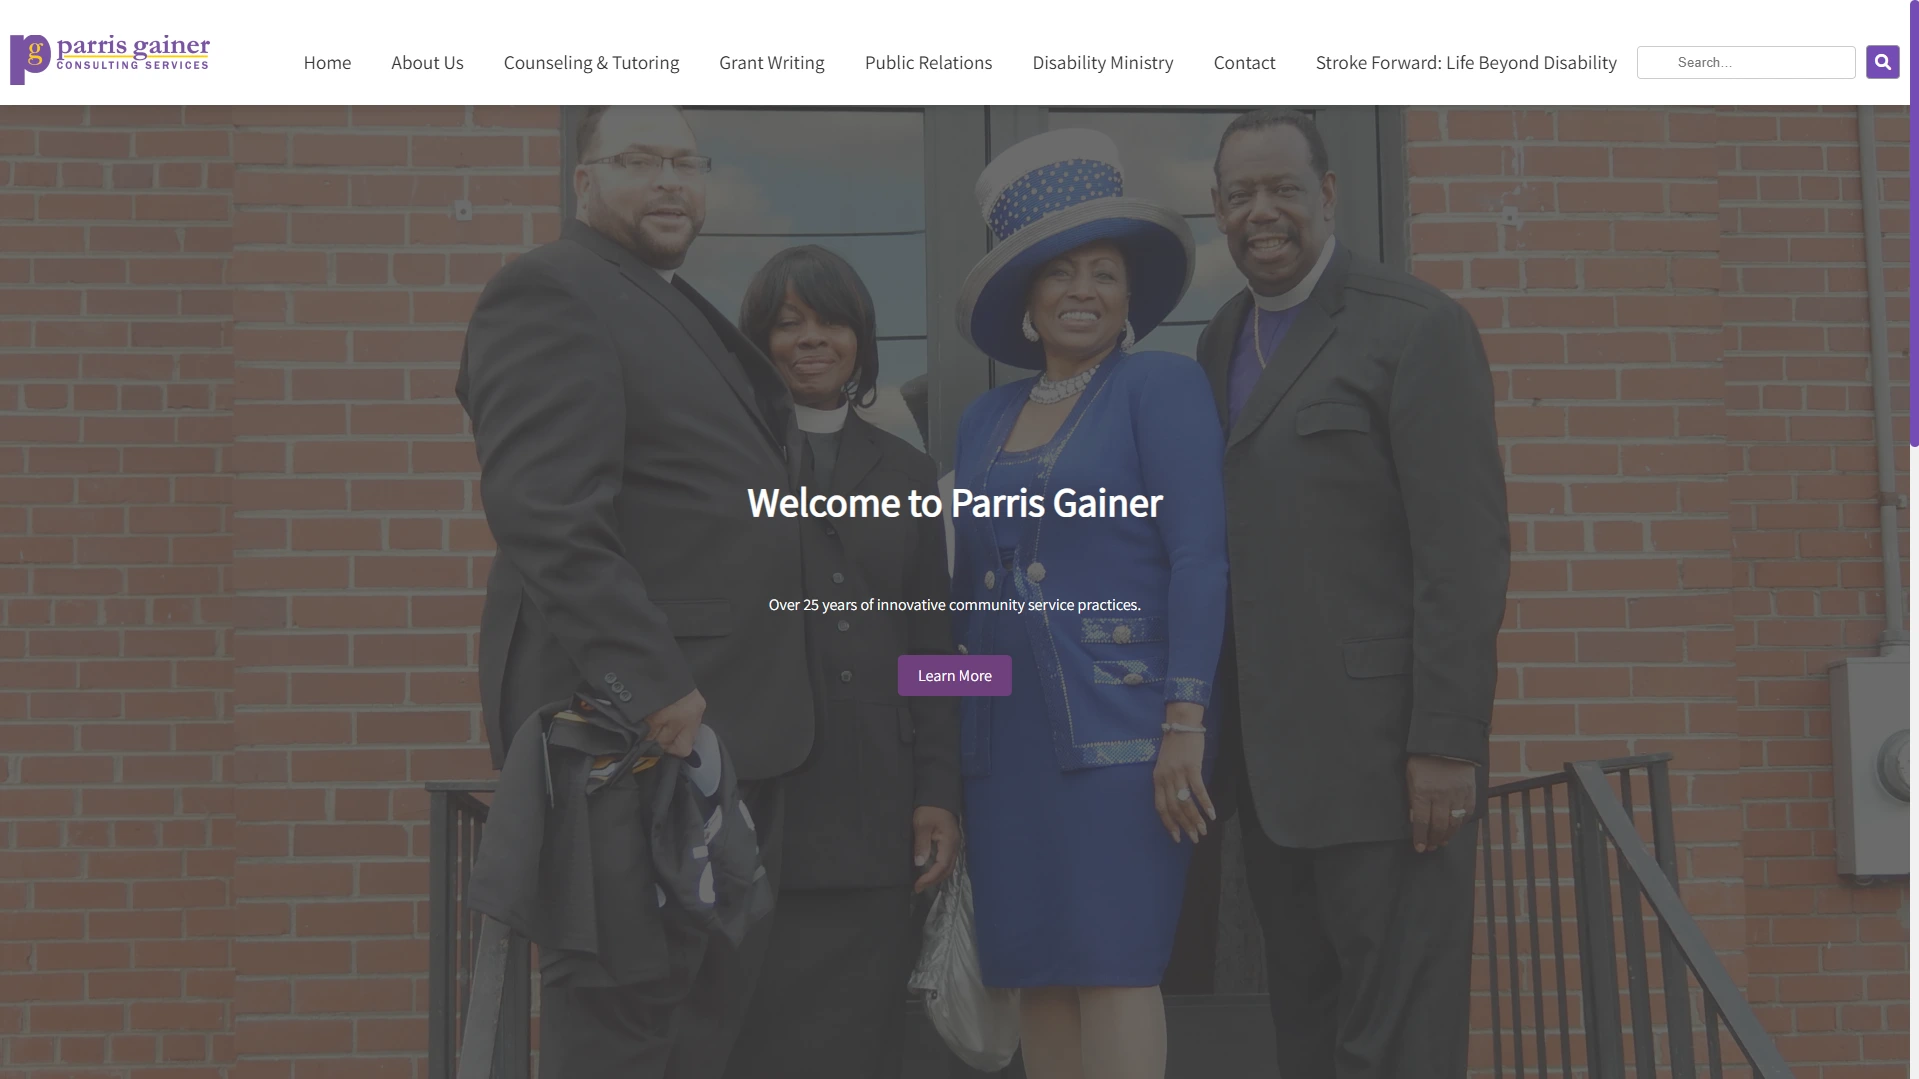 pg parris gainer
CONSULTING SERVICES
Home
About Us
Counseling & Tutoring
Grant Writing
Public Relations
Disability Ministry
Contact
Stroke Forward: Life Beyond Disability
Search...
Welcome to Parris Gainer
Over 25 years of innovative community service practices.
Learn More